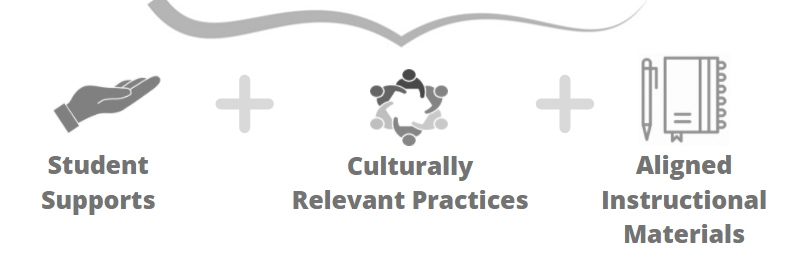 Student
Supports
Culturally
Relevant Practices
Aligned
Instructional
Materials